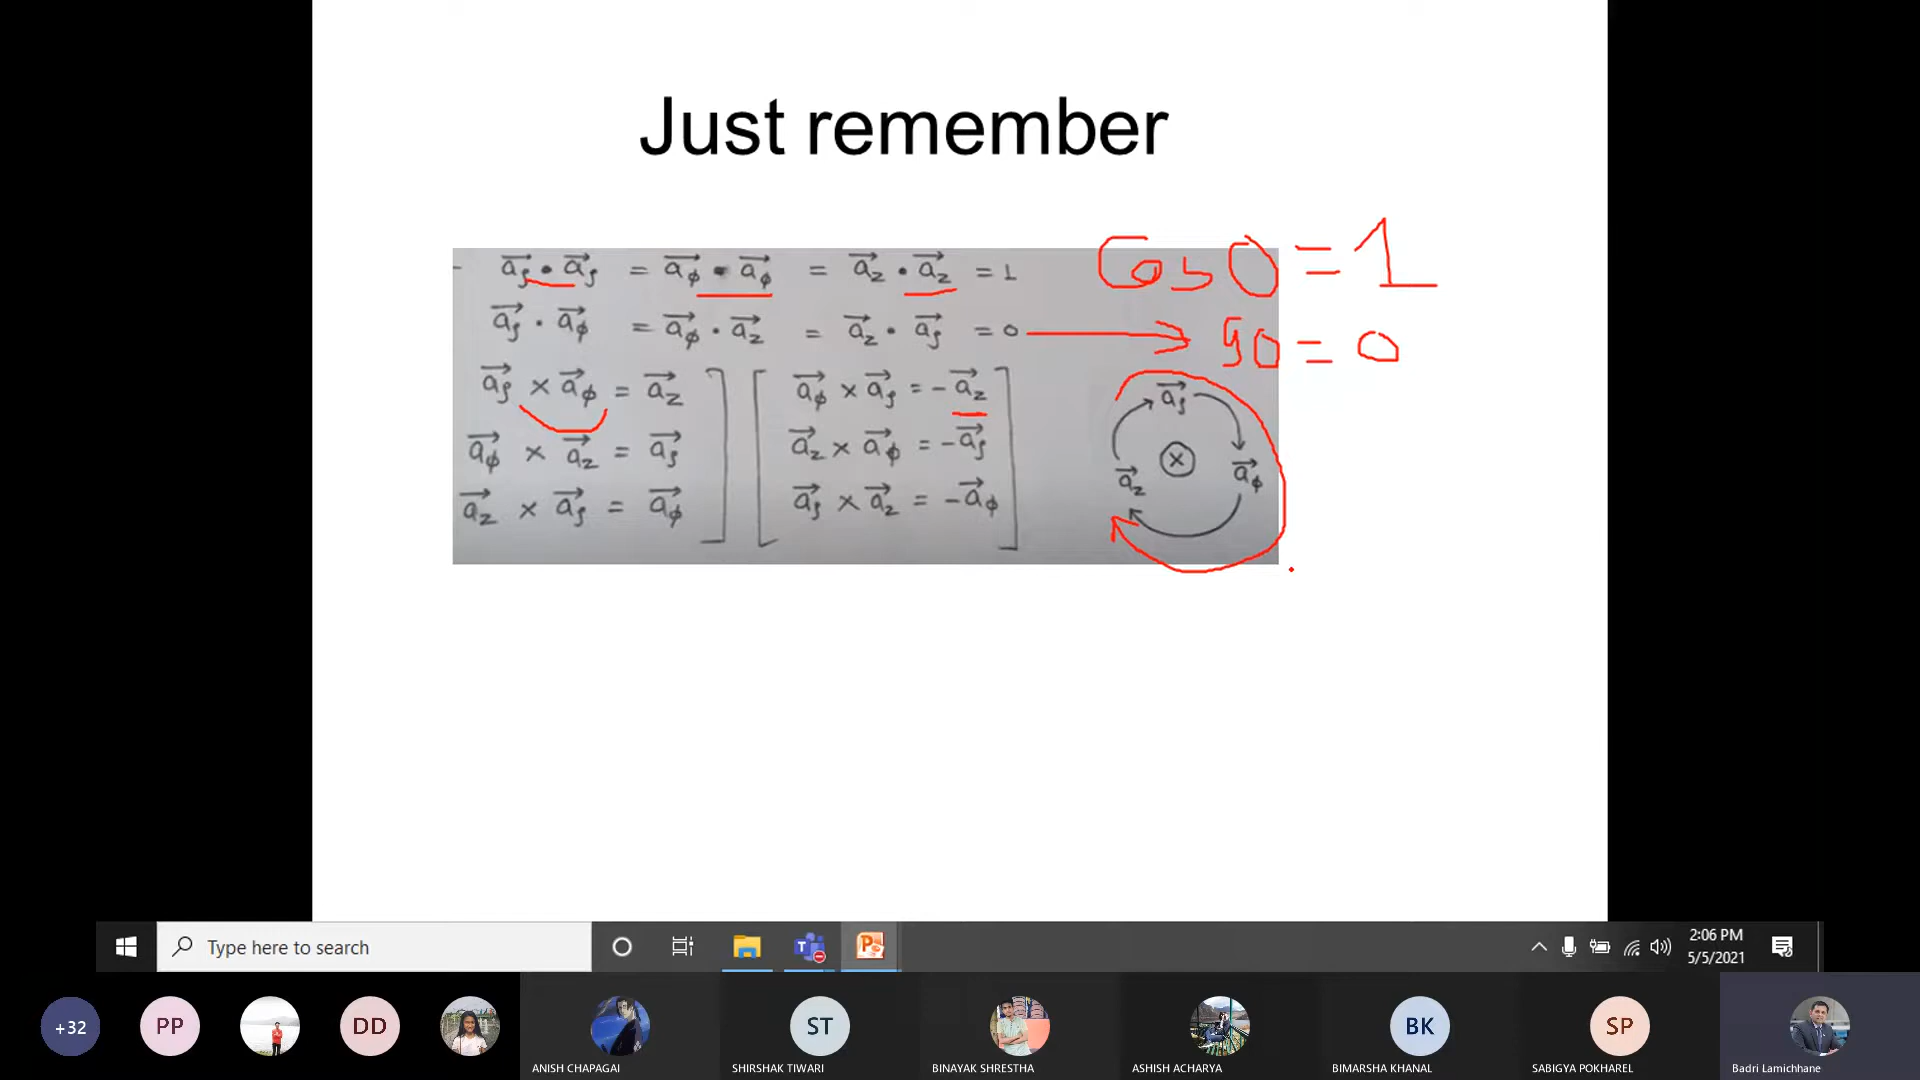 Just remember
- a⃗ρ · a⃗ρ = a⃗ϕ · a⃗ϕ = a⃗z · a⃗z = 1
a⃗ρ · a⃗ϕ = a⃗ϕ · a⃗z = a⃗z · a⃗ρ = 0
a⃗ρ × a⃗ϕ = a⃗z
a⃗ϕ × a⃗z = a⃗ρ
a⃗z × a⃗ρ = a⃗ϕ
a⃗ϕ × a⃗ρ = -a⃗z
a⃗z × a⃗ϕ = -a⃗ρ
a⃗ρ × a⃗z = -a⃗ϕ
Cos 0 = 1
90 = 0
a⃗ρ
a⃗z
a⃗ϕ
Type here to search
2:06 PM
5/5/2021
+32
PP
DD
ST
BK
SP
ANISH CHAPAGAI
SHIRSHAK TIWARI
BINAYAK SHRESTHA
ASHISH ACHARYA
BIMARSHA KHANAL
SABIGYA POKHAREL
Badri Lamichhane